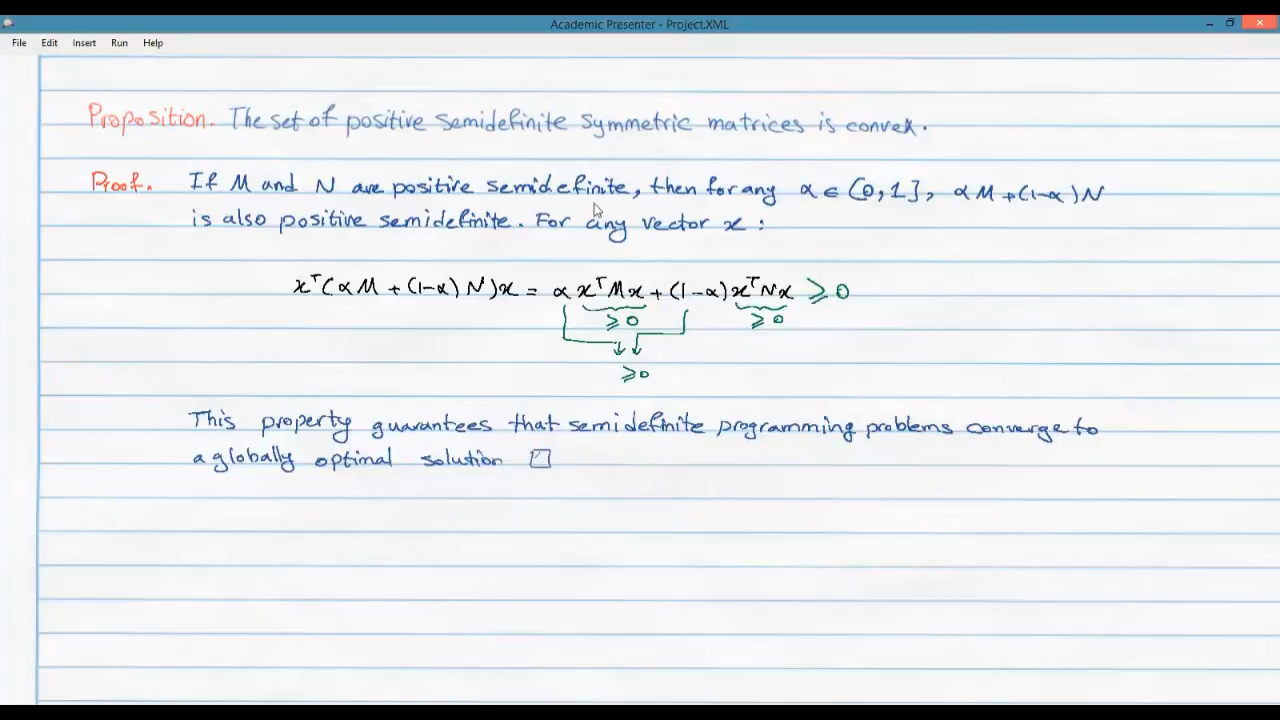 Academic Presenter - Project.XML
File Edit Insert Run Help
Proposition. The set of positive semidefinite symmetric matrices is convex.
Proof. If M and N are positive semidefinite, then for any α ∈ [0,1], αM+(1-α)N
is also positive semidefinite. For any vector x :
xᵀ(αM + (1-α)N)x = α xᵀMx + (1-α) xᵀNx ⩾ 0
⩾ 0 ⩾ 0
⩾0
This property guarantees that semidefinite programming problems converge to
a globally optimal solution □